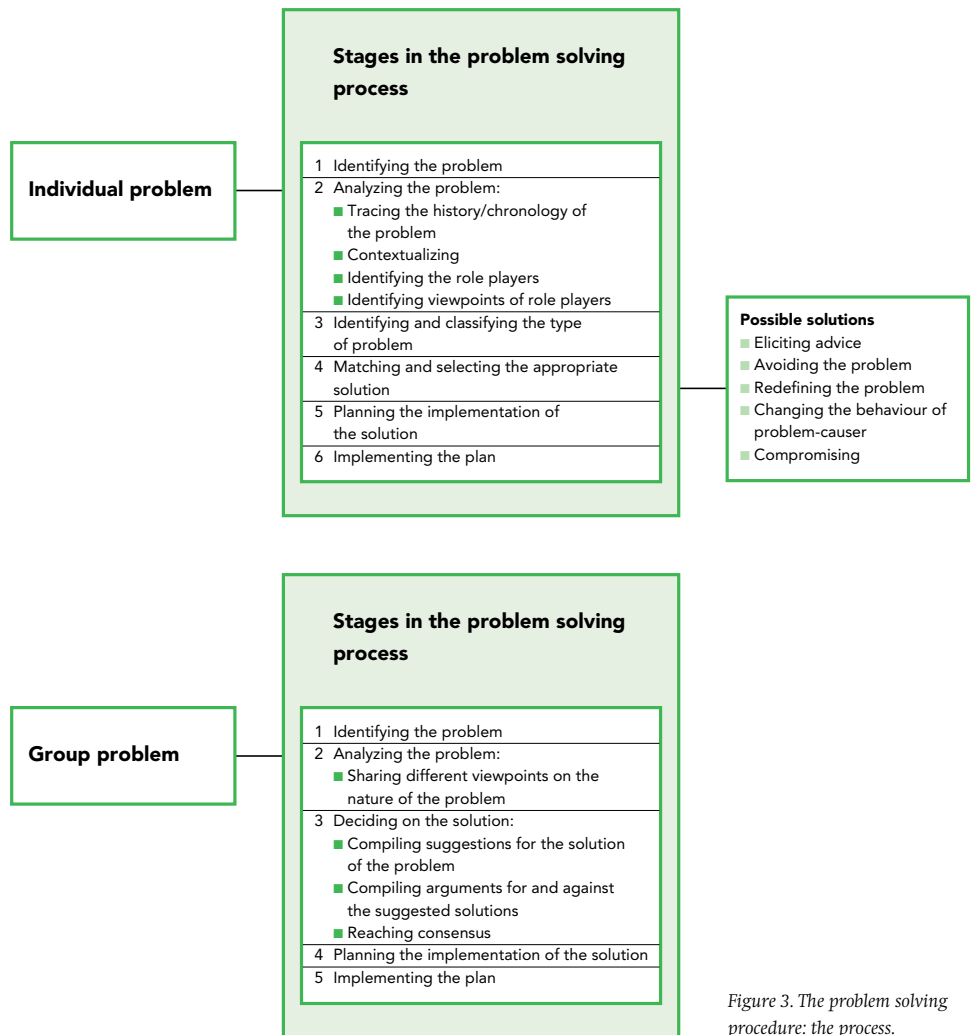 Stages in the problem solving
process
Individual problem
1 Identifying the problem
2 Analyzing the problem:
■ Tracing the history/chronology of
the problem
■ Contextualizing
■ Identifying the role players
■ Identifying viewpoints of role players
3 Identifying and classifying the type
of problem
4 Matching and selecting the appropriate
solution
5 Planning the implementation of
the solution
6 Implementing the plan
Possible solutions
■ Eliciting advice
■ Avoiding the problem
■ Redefining the problem
■ Changing the behaviour of
problem-causer
■ Compromising
Stages in the problem solving
process
Group problem
1 Identifying the problem
2 Analyzing the problem:
■ Sharing different viewpoints on the
nature of the problem
3 Deciding on the solution:
■ Compiling suggestions for the solution
of the problem
■ Compiling arguments for and against
the suggested solutions
■ Reaching consensus
4 Planning the implementation of the solution
5 Implementing the plan
Figure 3. The problem solving
procedure: the process.